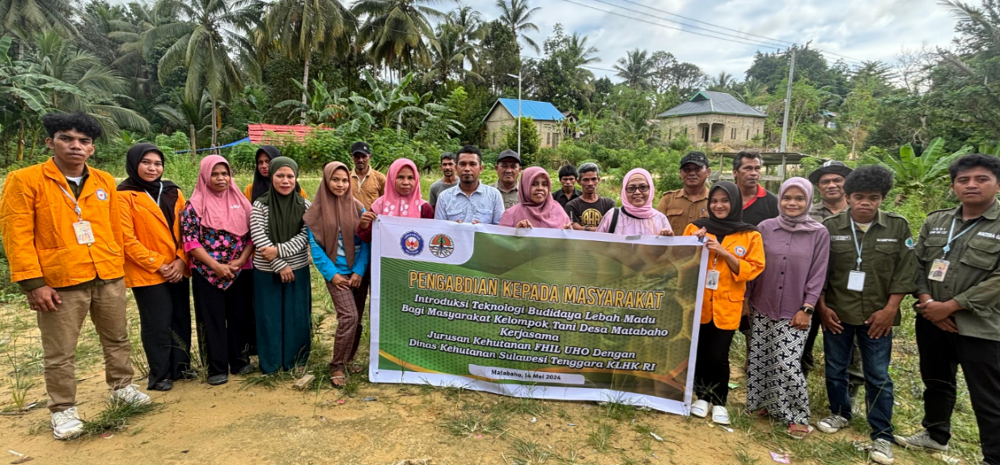 PENGABDIAN KEPADA MASYARAKAT
Introduksi Teknologi Budidaya Lebah Madu
Bagi Masyarakat Kelompok Tani Desa Matabaho
Kerjasama
Jurusan Kehutanan FHIL UHO Dengan
Dinas Kehutanan Sulawesi Tenggara KLHK RI
Matabaho, 14 Mei 2024